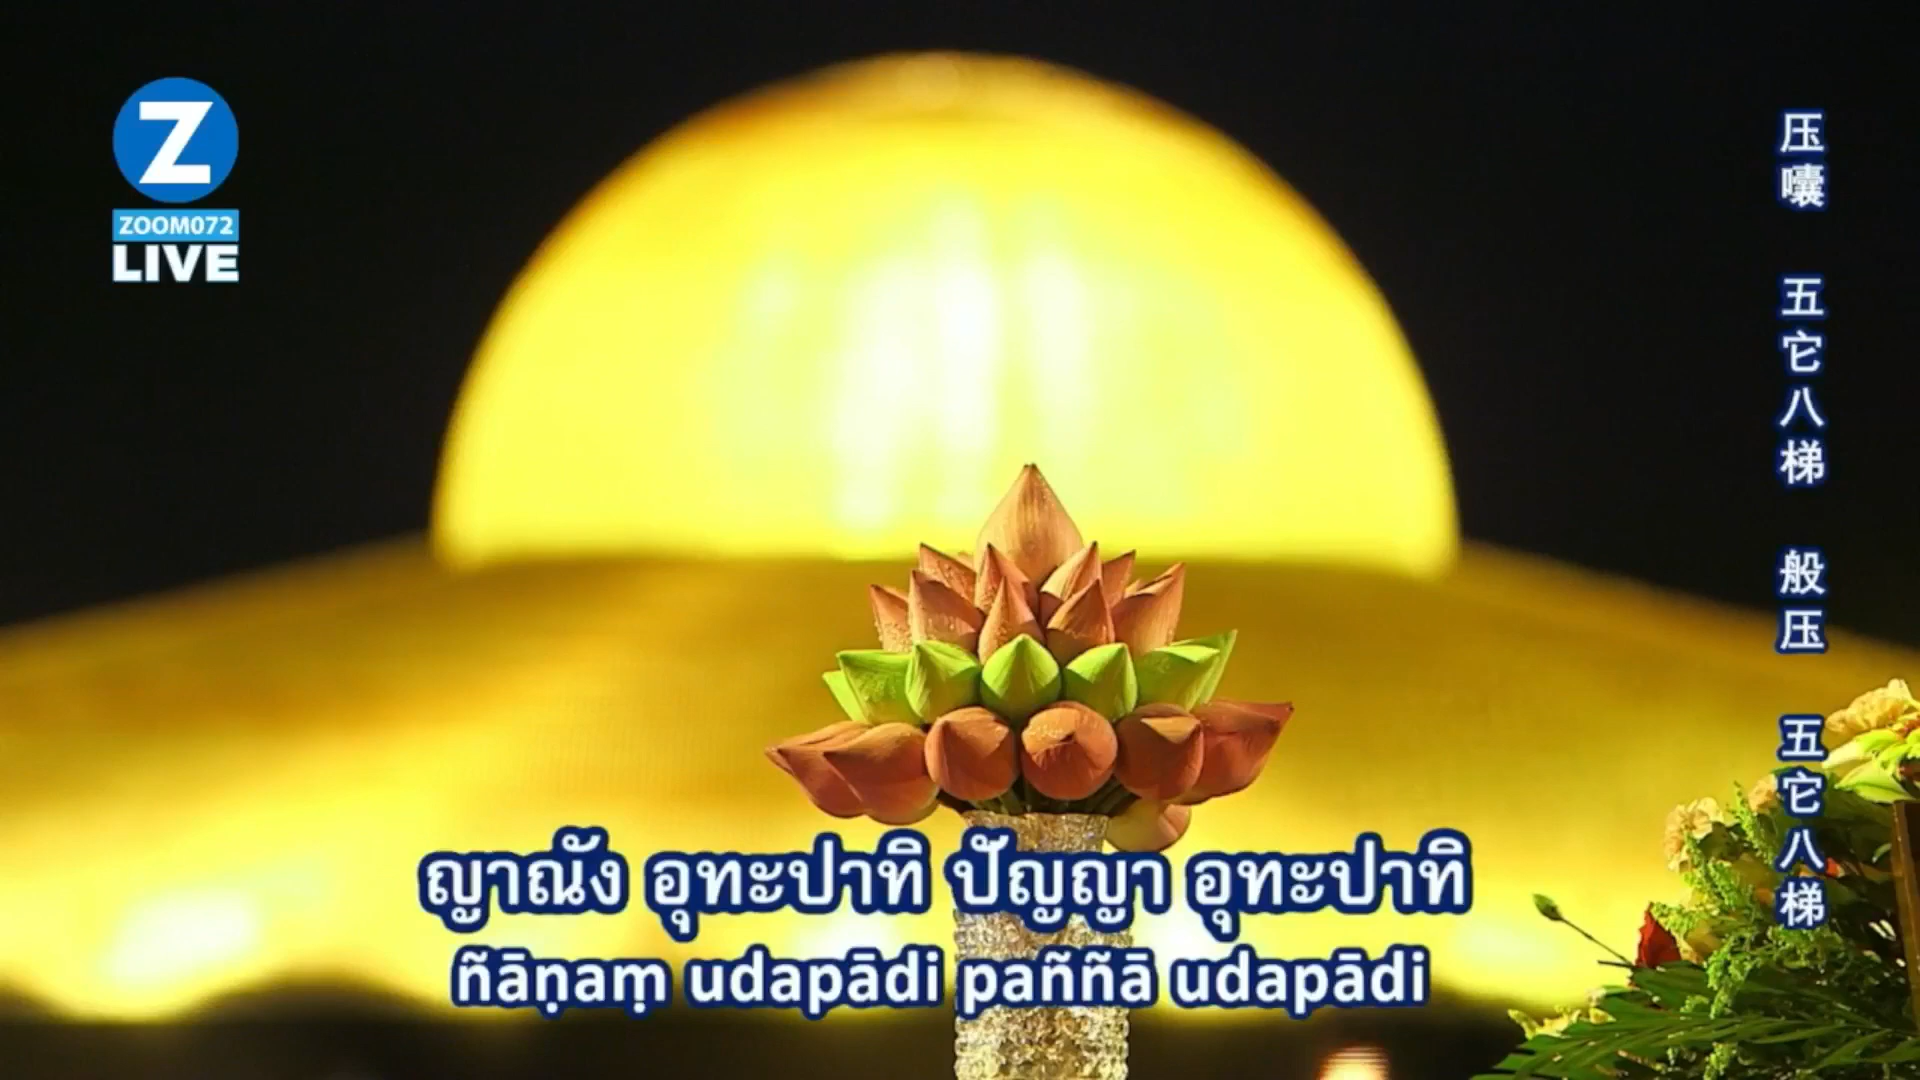 Z
ZOOM072
LIVE
压囔 五它八梯 般压 五它八梯
ญาณัง อุทะปาทิ ปัญญา อุทะปาทิ
ñāṇaṃ udapādi paññā udapādi